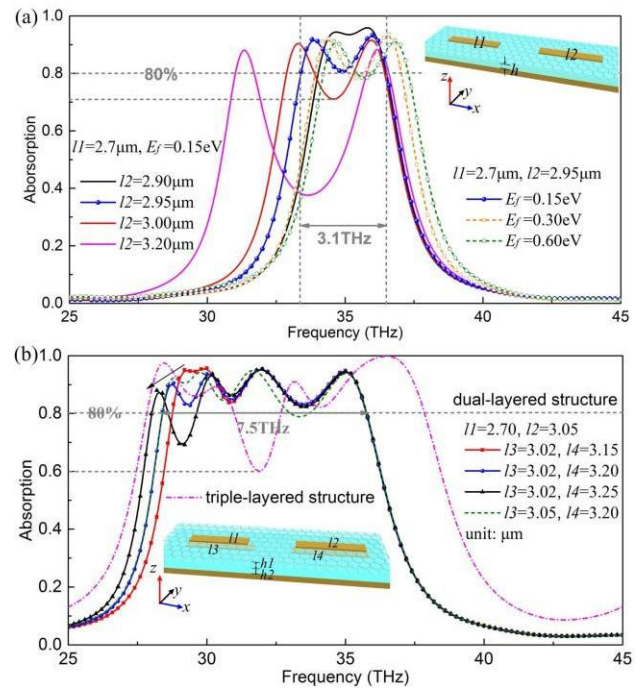 (a)
1.0
0.8
0.6
0.4
0.2
0.0
Aborsorption
80%
l1=2.7μm, Ef=0.15eV
l2=2.90μm
l2=2.95μm
l2=3.00μm
l2=3.20μm
3.1THz
l1
l2
h
z
y
x
l1=2.7μm, l2=2.95μm
Ef=0.15eV
Ef=0.30eV
Ef=0.60eV
25 30 35 40 45
Frequency (THz)
(b)
1.0
0.8
0.6
0.4
0.2
0.0
Absorption
80%
7.5THz
dual-layered structure
l1=2.70, l2=3.05
l3=3.02, l4=3.15
l3=3.02, l4=3.20
l3=3.02, l4=3.25
l3=3.05, l4=3.20
unit: μm
triple-layered structure
l1
l2
l3
l4
h1
h2
z
y
x
25 30 35 40 45
Frequency (THz)